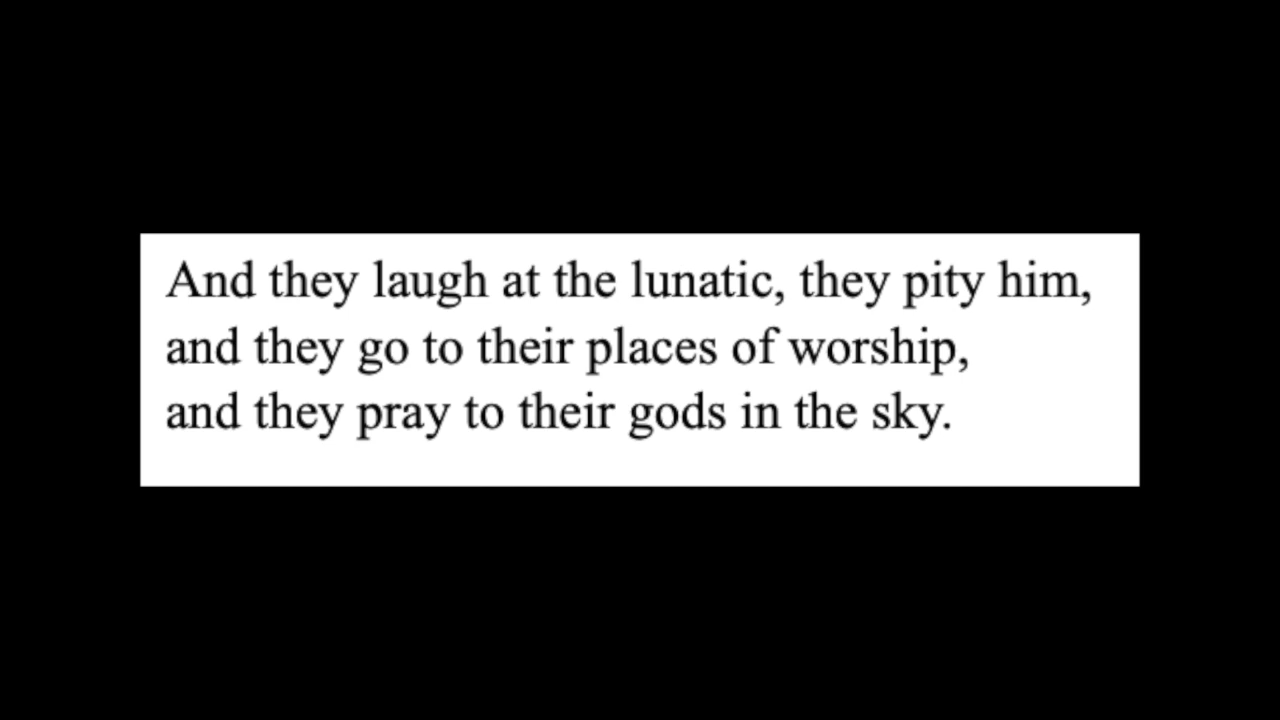 And they laugh at the lunatic, they pity him,
and they go to their places of worship,
and they pray to their gods in the sky.